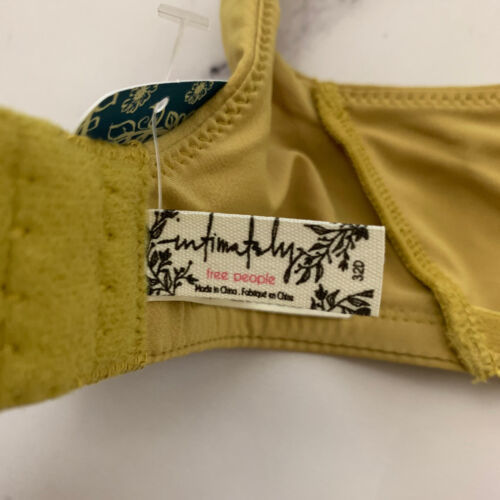 intimately
free people
Made in China . Fabriqué en Chine
32D